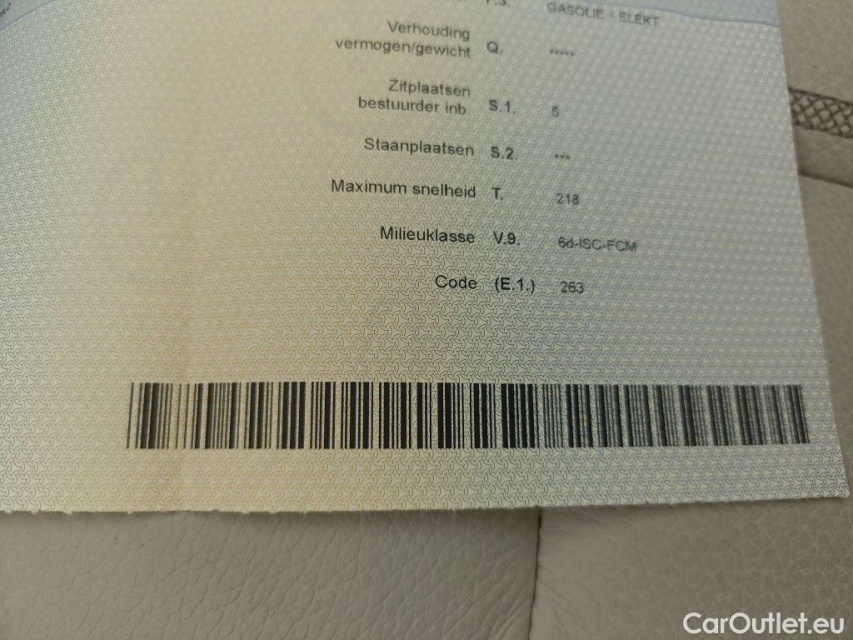 P.3. GASOLIE + ELEKT
Verhouding
vermogen/gewicht Q. *****
Zitplaatsen
bestuurder inb S.1. 5
Staanplaatsen S.2. ***
Maximum snelheid T. 218
Milieuklasse V.9. 6d-ISC-FCM
Code (E.1.) 263
CarOutlet.eu